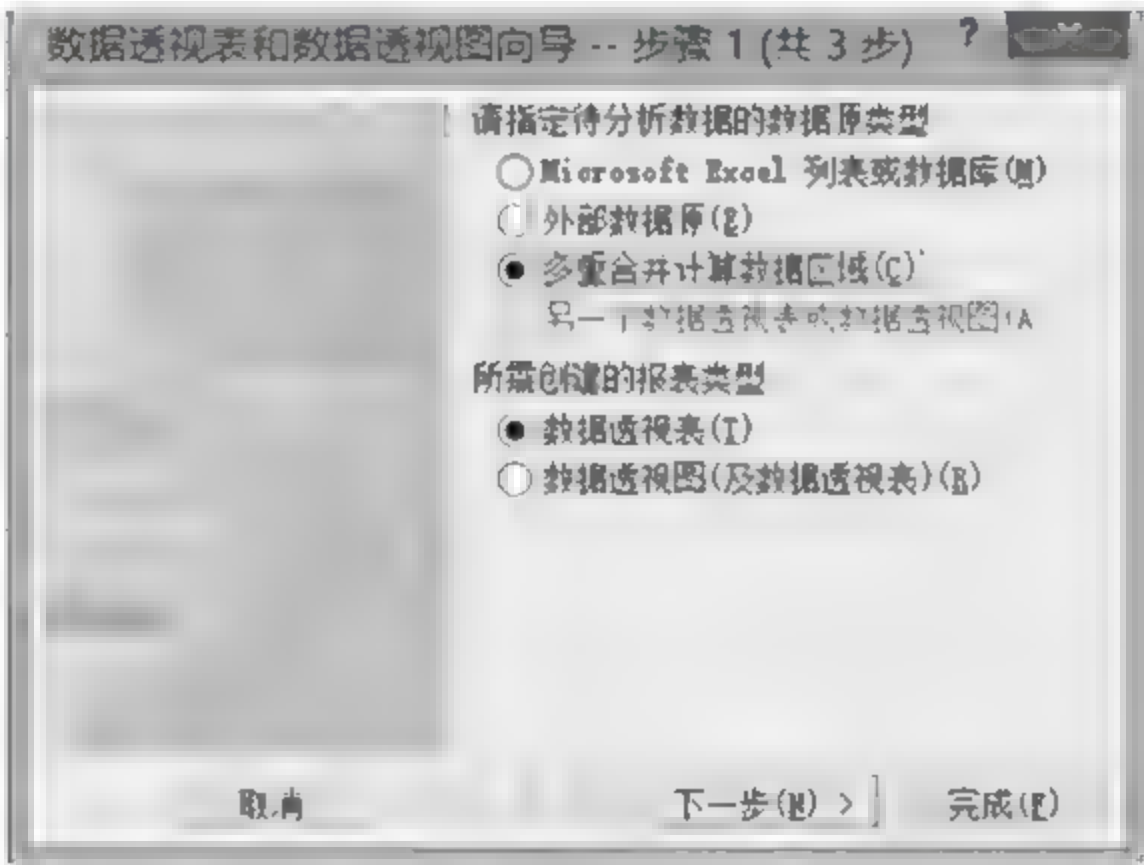 数据透视表和数据透视图向导 -- 步骤 1 (共 3 步) ?
请指定待分析数据的数据源类型
Microsoft Excel 列表或数据库(M)
外部数据源(E)
多重合并计算数据区域(C)
另一个数据透视表或数据透视图(A
所需创建的报表类型
数据透视表(T)
数据透视图(及数据透视表)(R)
取消
下一步(N) >
完成(F)